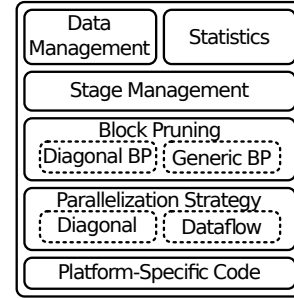 Data
Management
Statistics
Stage Management
Block Pruning
Diagonal BP
Generic BP
Parallelization Strategy
Diagonal
Dataflow
Platform-Specific Code